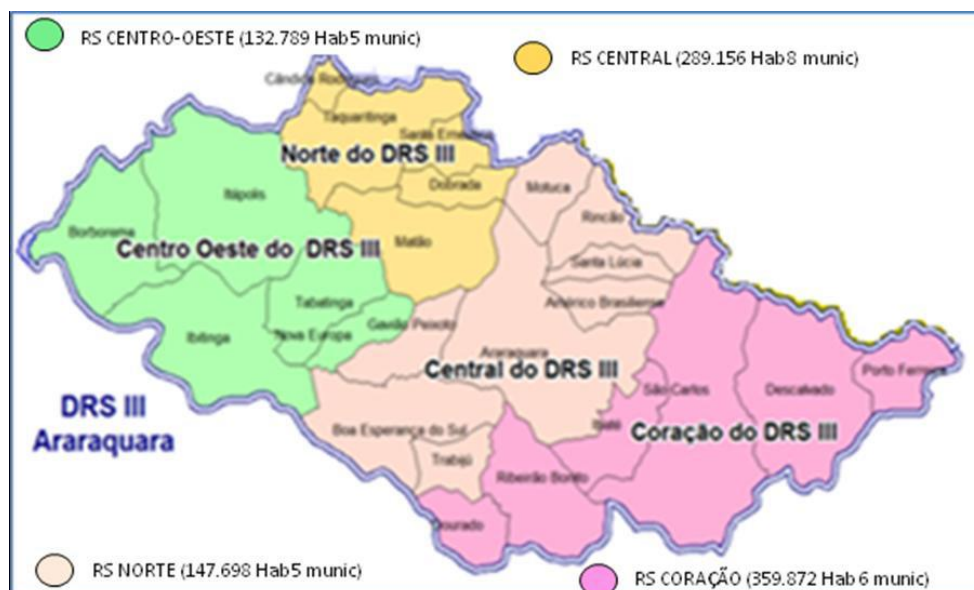 RS CENTRO-OESTE (132.789 Hab5 munic)
RS CENTRAL (289.156 Hab8 munic)
Cândido Rodrigues
Taquaritinga
Santa Ernestina
Norte do DRS III
Dobrada
Motuca
Itápolis
Rincão
Borborema
Matão
Centro Oeste do DRS III
Santa Lúcia
Tabatinga
Américo Brasiliense
Gavião Peixoto
Ibitinga
Nova Europa
Araraquara
Central do DRS III
Porto Ferreira
São Carlos
Descalvado
DRS III
Araraquara
Boa Esperança do Sul
Ibaté
Coração do DRS III
Trabijú
Ribeirão Bonito
Dourado
RS NORTE (147.698 Hab5 munic)
RS CORAÇÃO (359.872 Hab 6 munic)